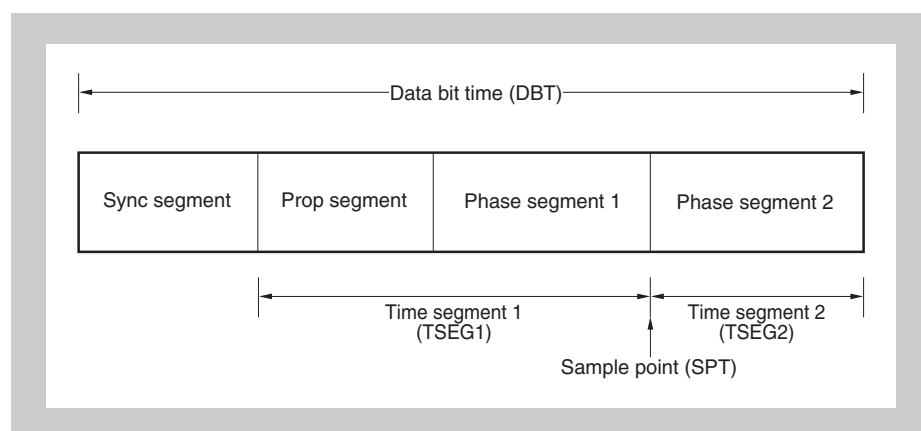 Data bit time (DBT)
Sync segment
Prop segment
Phase segment 1
Phase segment 2
Time segment 1
(TSEG1)
Time segment 2
(TSEG2)
Sample point (SPT)